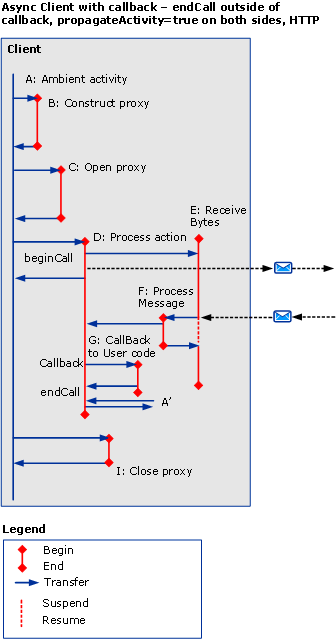 Async Client with callback – endCall outside of
callback, propagateActivity=true on both sides, HTTP
Client
A: Ambient activity
B: Construct proxy
C: Open proxy
E: Receive
Bytes
D: Process action
beginCall
F: Process
Message
G: CallBack
to User code
Callback
endCall
A'
I: Close proxy
Legend
Begin
End
Transfer
Suspend
Resume